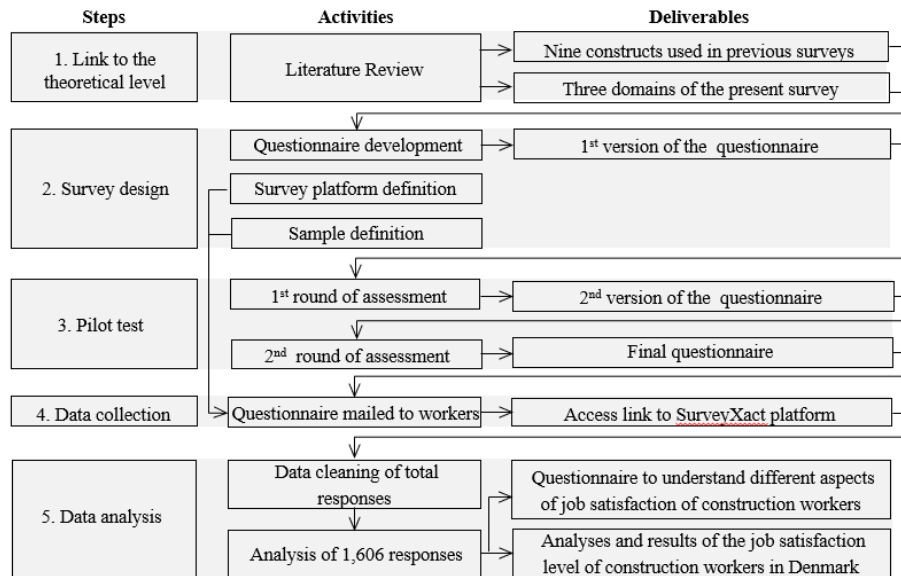 Steps Activities Deliverables
1. Link to the
theoretical level
Literature Review
Nine constructs used in previous surveys
Three domains of the present survey
2. Survey design
Questionnaire development
1st version of the questionnaire
Survey platform definition
Sample definition
3. Pilot test
1st round of assessment
2nd version of the questionnaire
2nd round of assessment
Final questionnaire
4. Data collection
Questionnaire mailed to workers
Access link to SurveyXact platform
5. Data analysis
Data cleaning of total
responses
Analysis of 1,606 responses
Questionnaire to understand different aspects
of job satisfaction of construction workers
Analyses and results of the job satisfaction
level of construction workers in Denmark